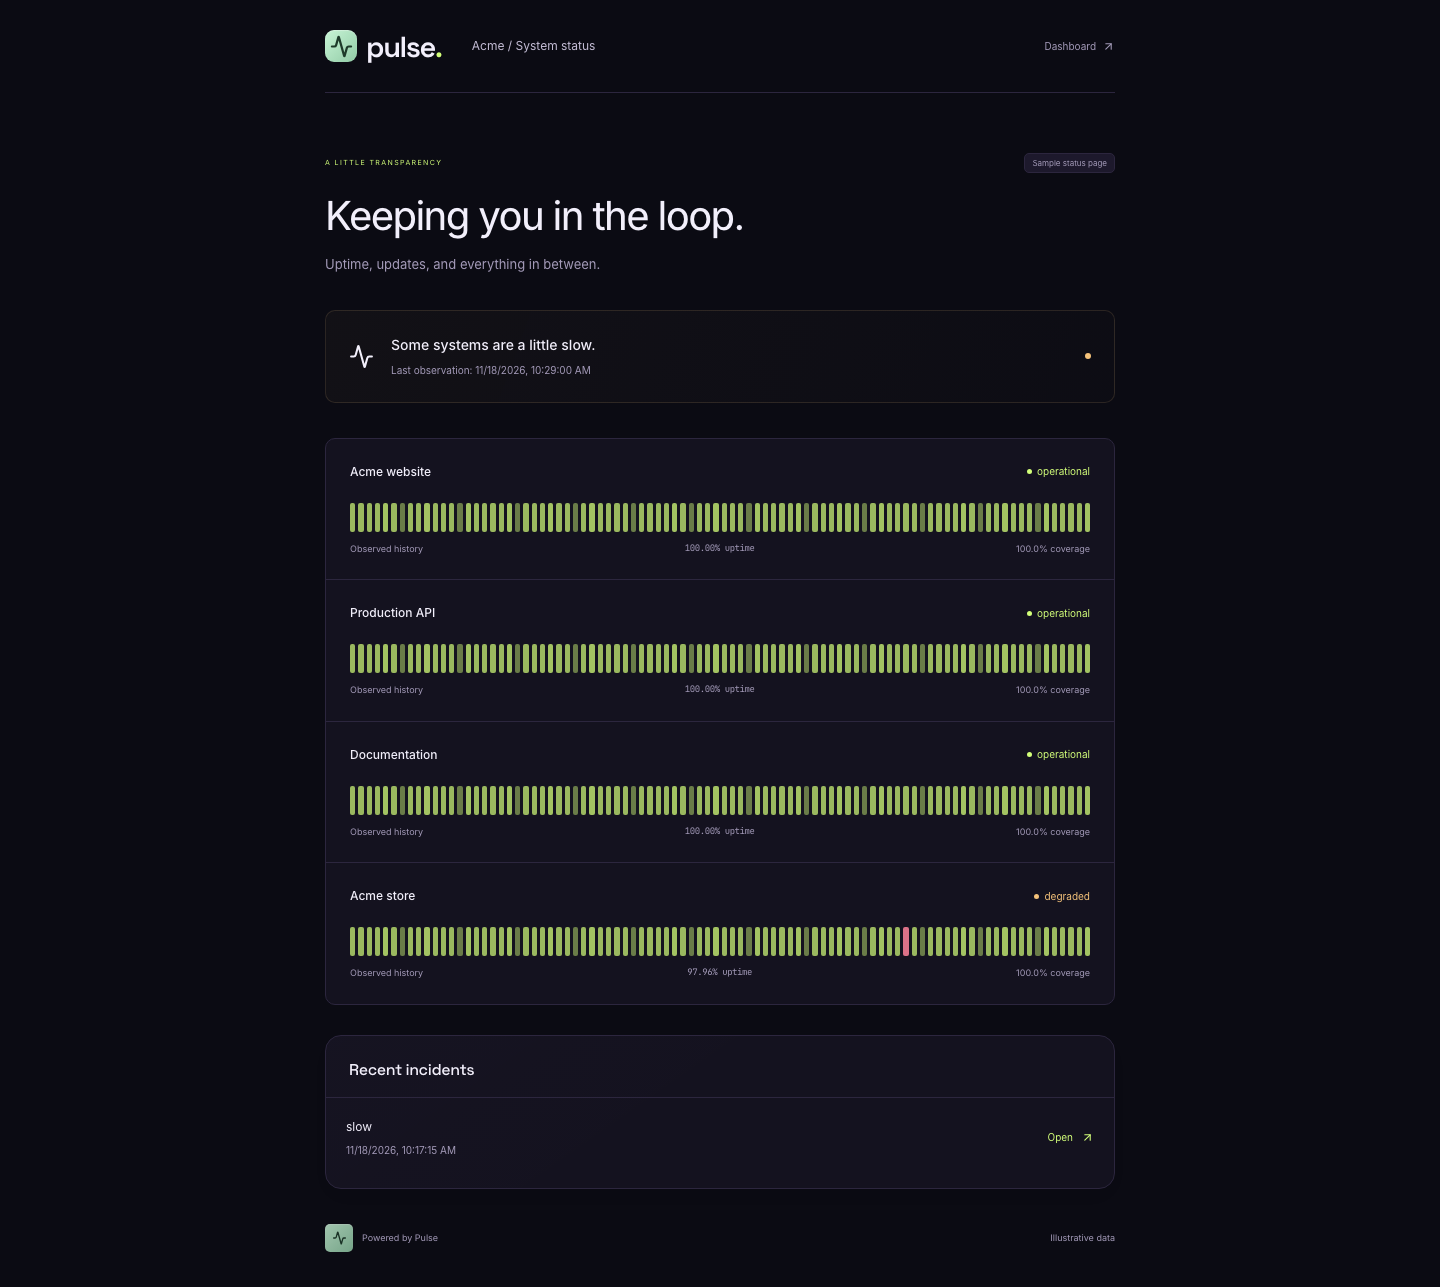 pulse.
Acme / System status
Dashboard
A LITTLE TRANSPARENCY
Sample status page
Keeping you in the loop.
Uptime, updates, and everything in between.
Some systems are a little slow.
Last observation: 11/18/2026, 10:29:00 AM
Acme website
operational
Observed history
100.00% uptime
100.0% coverage
Production API
operational
Observed history
100.00% uptime
100.0% coverage
Documentation
operational
Observed history
100.00% uptime
100.0% coverage
Acme store
degraded
Observed history
97.96% uptime
100.0% coverage
Recent incidents
slow
11/18/2026, 10:17:15 AM
Open
Powered by Pulse
Illustrative data